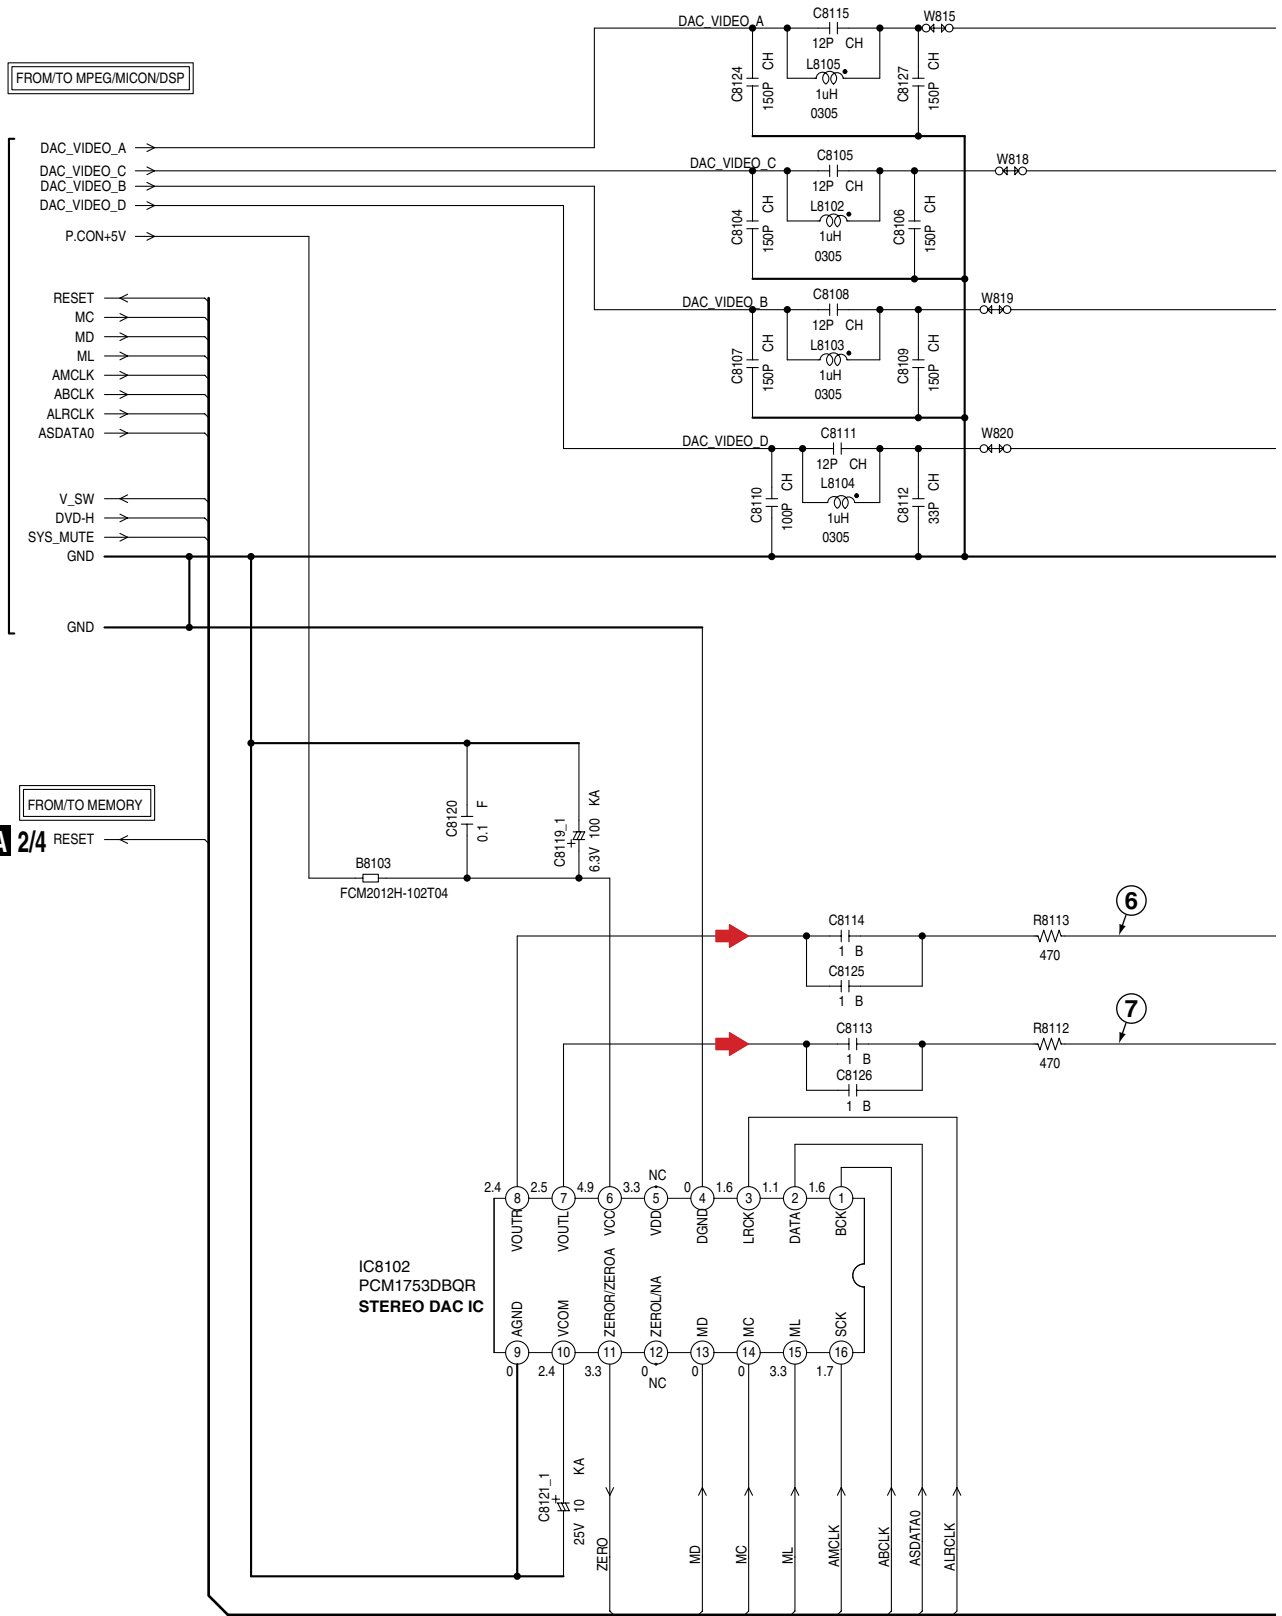 DAC_VIDEO_A
C8115
12P CH
L8105
1uH
0305
C8124
150P CH
C8127
150P CH
W815
FROM/TO MPEG/MICON/DSP
DAC_VIDEO_A
DAC_VIDEO_C
DAC_VIDEO_B
DAC_VIDEO_D
P.CON+5V
RESET
MC
MD
ML
AMCLK
ABCLK
ALRCLK
ASDATA0
V_SW
DVD-H
SYS_MUTE
GND
GND
DAC_VIDEO_C
C8105
12P CH
L8102
1uH
0305
C8104
150P CH
C8106
150P CH
W818
DAC_VIDEO_B
C8108
12P CH
L8103
1uH
0305
C8107
150P CH
C8109
150P CH
W819
DAC_VIDEO_D
C8111
12P CH
L8104
1uH
0305
C8110
100P CH
C8112
33P CH
W820
FROM/TO MEMORY
A 2/4 RESET
C8120
0.1 F
C8119_1
+
6.3V 100 KA
B8103
FCM2012H-102T04
C8114
1 B
C8125
1 B
R8113
470
6
C8113
1 B
C8126
1 B
R8112
470
7
NC
2.4 2.5 4.9 3.3 0 1.6 1.1 1.6
8 7 6 5 4 3 2 1
VOUTR VOUTL VCC VDD DGND LRCK DATA BCK
IC8102
PCM1753DBQR
STEREO DAC IC
AGND VCOM ZEROR/ZEROA ZEROL/NA MD MC ML SCK
9 10 11 12 13 14 15 16
0 2.4 3.3 0 0 0 3.3 1.7
NC
C8121_1
+
25V 10 KA
ZERO
MD
MC
ML
AMCLK
ABCLK
ASDATA0
ALRCLK